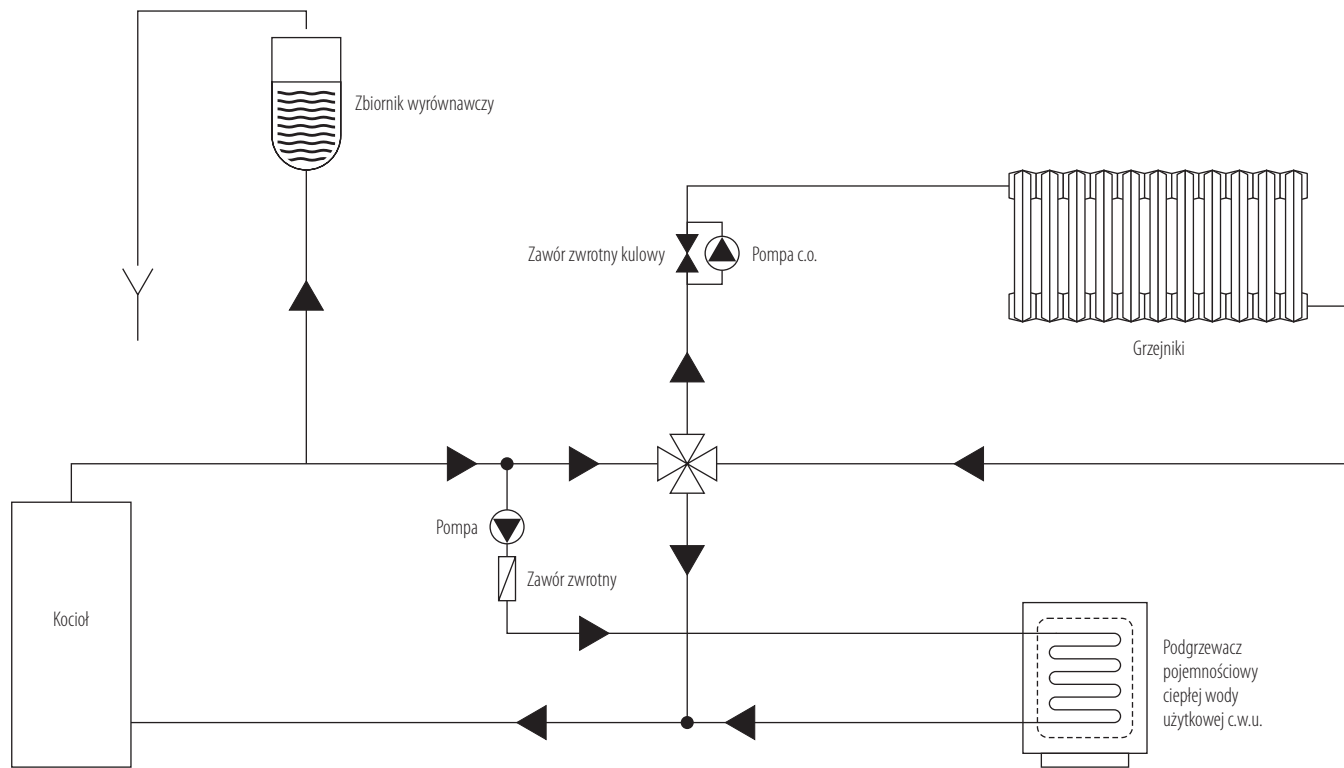 Zbiornik wyrównawczy
Zawór zwrotny kulowy
Pompa c.o.
Grzejniki
Pompa
Zawór zwrotny
Kocioł
Podgrzewacz
pojemnościowy
ciepłej wody
użytkowej c.w.u.